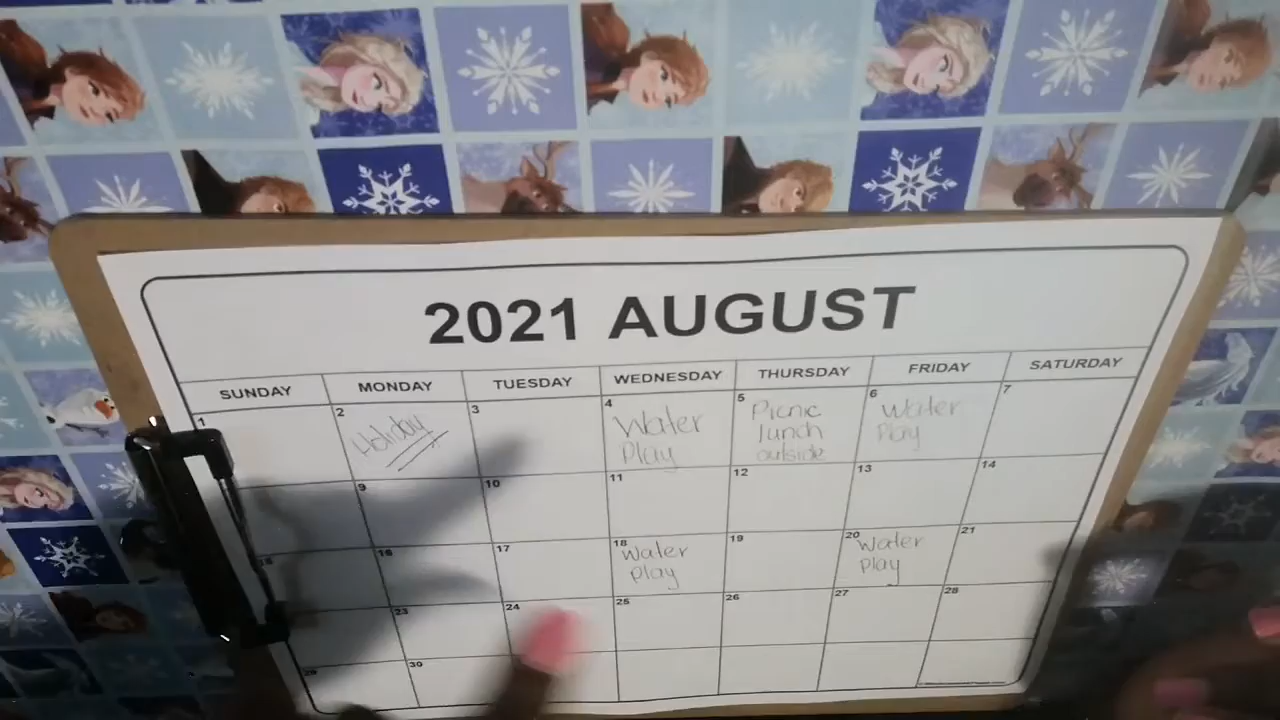 2021 AUGUST
SUNDAY MONDAY TUESDAY WEDNESDAY THURSDAY FRIDAY SATURDAY
1 2 3 4 5 6 7
Holiday
Water
Play
Picnic
lunch
outside
Water
Play
9 10 11 12 13 14
16 17 18 19 20 21
Water
Play
Water
Play
23 24 25 26 27 28
29 30